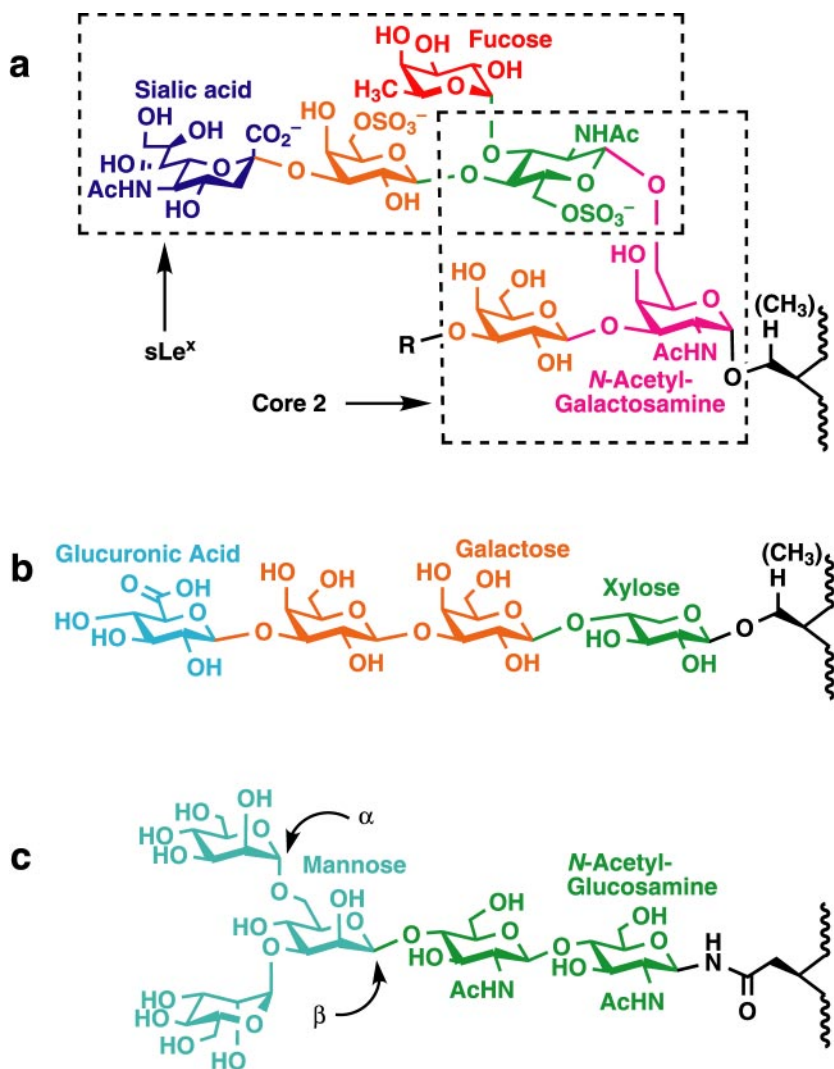 a
HO
OH
Fucose
OH
H₃C
O
Sialic acid
OH
OH
HO
CO₂⁻
HO
OSO₃⁻
NHAc
O
O
O
O
O
O
O
AcHN
HO
OH
OSO₃⁻
HO
HO
OH
O
O
(CH₃)
H
R
O
O
OH
AcHN
O
sLeˣ
N-Acetyl-
Galactosamine
Core 2
b
Glucuronic Acid
Galactose
Xylose
(CH₃)
H
O
OH
HO
OH
HO
OH
HO
O
O
O
O
O
O
O
O
HO
OH
OH
OH
HO
OH
c
OH
HO
HO
HO
O
α
Mannose
N-Acetyl-
Glucosamine
O
OH
HO
O
OH
OH
O
O
O
O
O
H
N
HO
HO
AcHN
AcHN
O
HO
OH
HO
HO
O
HO
HO
β